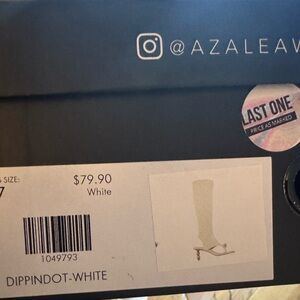 @AZALEAW
LAST ONE
PRICE AS MARKED
SIZE:
7
$79.90
White
1049793
DIPPINDOT-WHITE